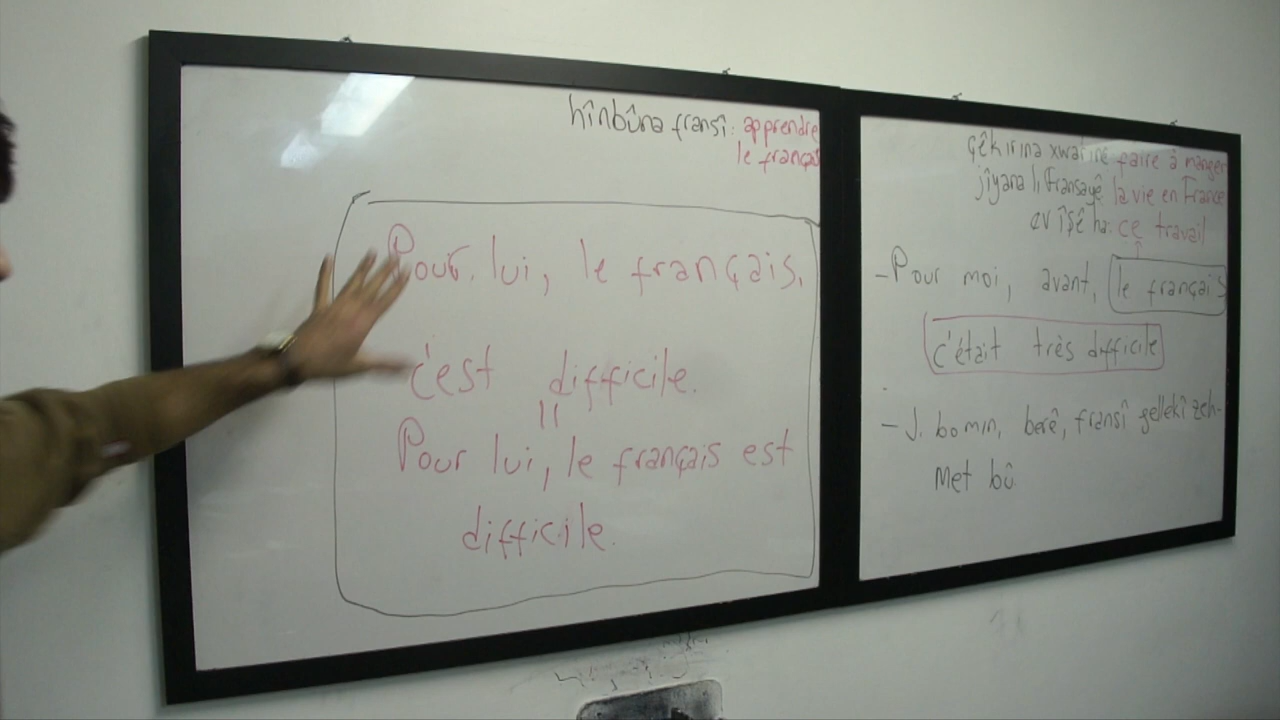 hînbûna fransî: apprendre
le français
Pour lui, le français,
c'est difficile.
=
Pour lui, le français est
difficile.
çêkirina xwarinê faire à manger
jîyana li Fransayê la vie en France
ev îşê ha: ce travail
- Pour moi, avant, le français
c'était très difficile
- J. bo min, berê, fransî gellekî zeh-
met bû.